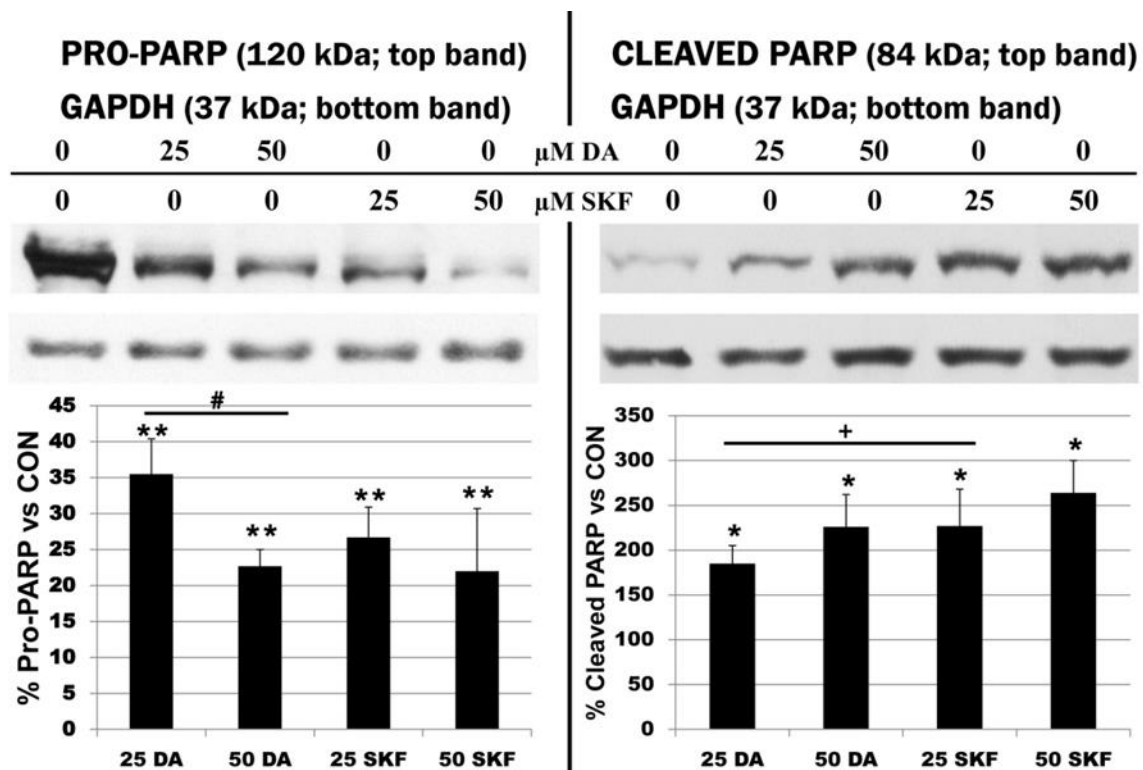 PRO-PARP (120 kDa; top band)
GAPDH (37 kDa; bottom band)
CLEAVED PARP (84 kDa; top band)
GAPDH (37 kDa; bottom band)
0 25 50 0 0 µM DA 0 25 50 0 0
0 0 0 25 50 µM SKF 0 0 0 25 50
% Pro-PARP vs CON
45
40
35
30
25
20
15
10
5
0
#
** ** ** **
25 DA 50 DA 25 SKF 50 SKF
% Cleaved PARP vs CON
350
300
250
200
150
100
50
0
+
* * * *
25 DA 50 DA 25 SKF 50 SKF